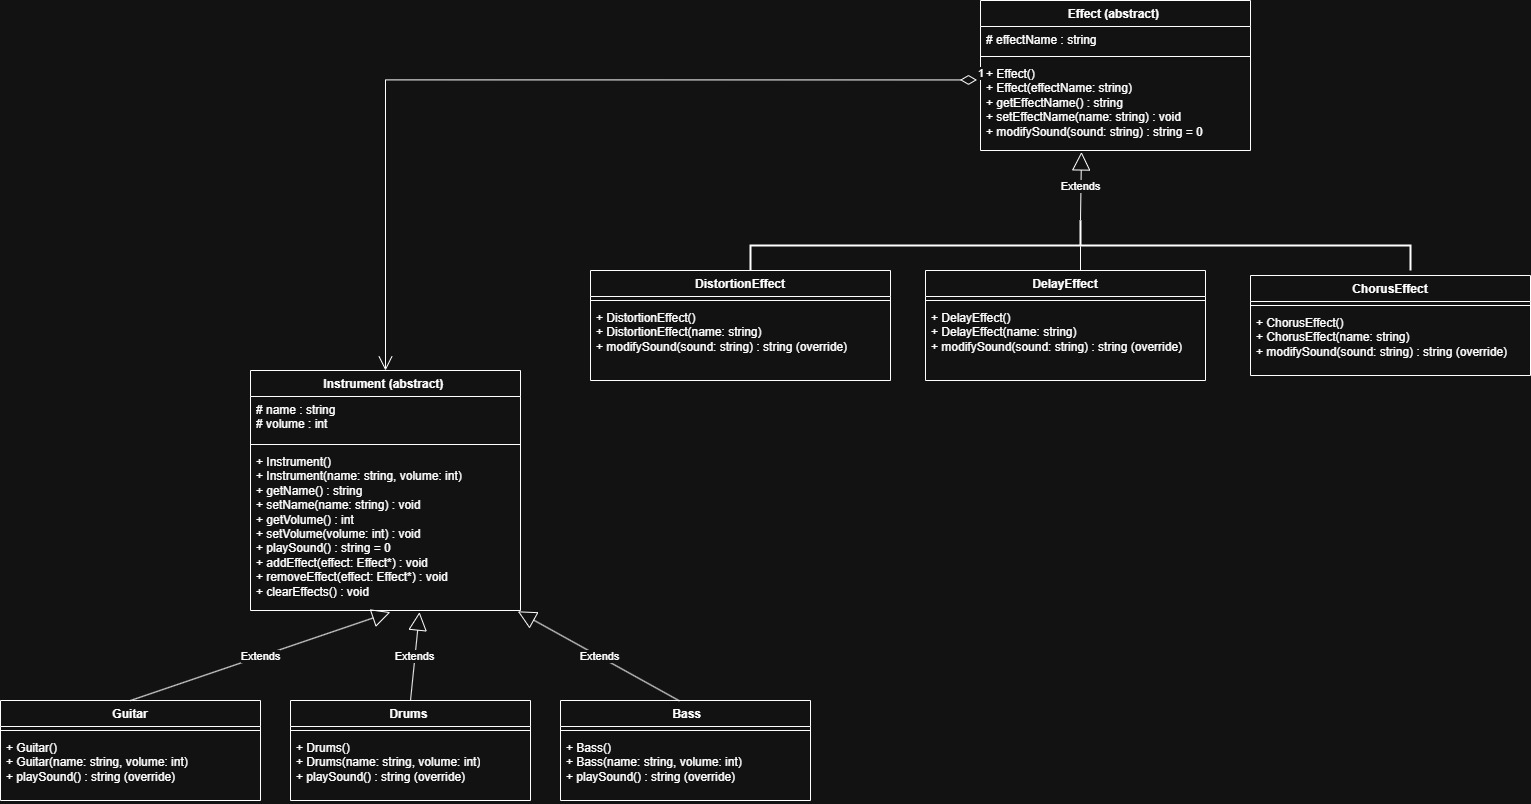 Effect (abstract)
# effectName : string
1
+ Effect()
+ Effect(effectName: string)
+ getEffectName() : string
+ setEffectName(name: string) : void
+ modifySound(sound: string) : string = 0
Extends
DistortionEffect
+ DistortionEffect()
+ DistortionEffect(name: string)
+ modifySound(sound: string) : string (override)
DelayEffect
+ DelayEffect()
+ DelayEffect(name: string)
+ modifySound(sound: string) : string (override)
ChorusEffect
+ ChorusEffect()
+ ChorusEffect(name: string)
+ modifySound(sound: string) : string (override)
Instrument (abstract)
# name : string
# volume : int
+ Instrument()
+ Instrument(name: string, volume: int)
+ getName() : string
+ setName(name: string) : void
+ getVolume() : int
+ setVolume(volume: int) : void
+ playSound() : string = 0
+ addEffect(effect: Effect*) : void
+ removeEffect(effect: Effect*) : void
+ clearEffects() : void
Extends
Extends
Extends
Guitar
+ Guitar()
+ Guitar(name: string, volume: int)
+ playSound() : string (override)
Drums
+ Drums()
+ Drums(name: string, volume: int)
+ playSound() : string (override)
Bass
+ Bass()
+ Bass(name: string, volume: int)
+ playSound() : string (override)